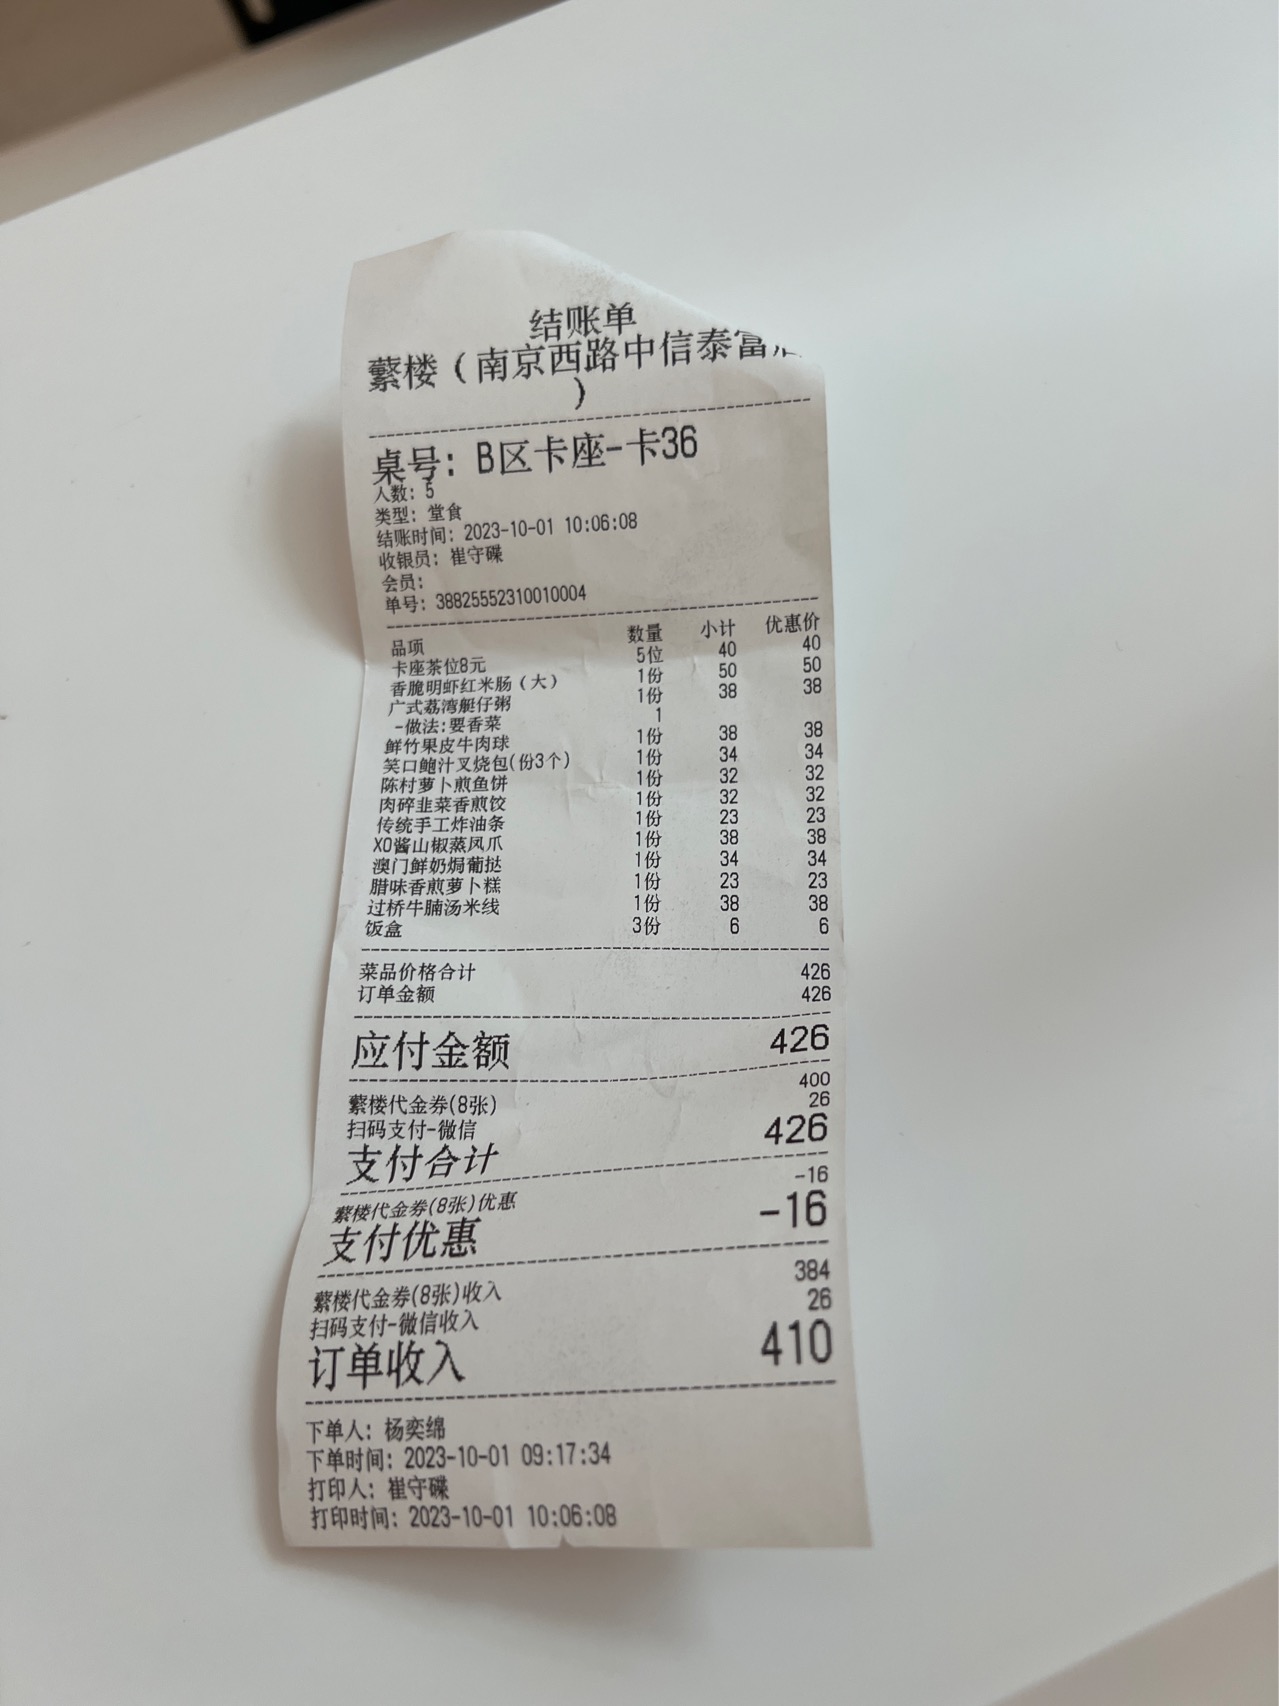 结账单
蘩楼（南京西路中信泰富店
）
桌号：B区卡座-卡36
人数：5
类型：堂食
结账时间：2023-10-01 10:06:08
收银员：崔守碟
会员：
单号：38825552310010004
品项 数量 小计 优惠价
卡座茶位8元 5位 40 40
香脆明虾红米肠（大） 1份 50 50
广式荔湾艇仔粥 1份 38 38
-做法:要香菜 1
鲜竹果皮牛肉球 1份 38 38
笑口鲍汁叉烧包(份3个) 1份 34 34
陈村萝卜煎鱼饼 1份 32 32
肉碎韭菜香煎饺 1份 32 32
传统手工炸油条 1份 23 23
XO酱山椒蒸凤爪 1份 38 38
澳门鲜奶焗葡挞 1份 34 34
腊味香煎萝卜糕 1份 23 23
过桥牛腩汤米线 1份 38 38
饭盒 3份 6 6
菜品价格合计 426
订单金额 426
应付金额 426
蘩楼代金券(8张) 400
扫码支付-微信 26
支付合计 426
蘩楼代金券(8张)优惠 -16
支付优惠 -16
蘩楼代金券(8张)收入 384
扫码支付-微信收入 26
订单收入 410
下单人：杨奕绵
下单时间：2023-10-01 09:17:34
打印人：崔守碟
打印时间：2023-10-01 10:06:08